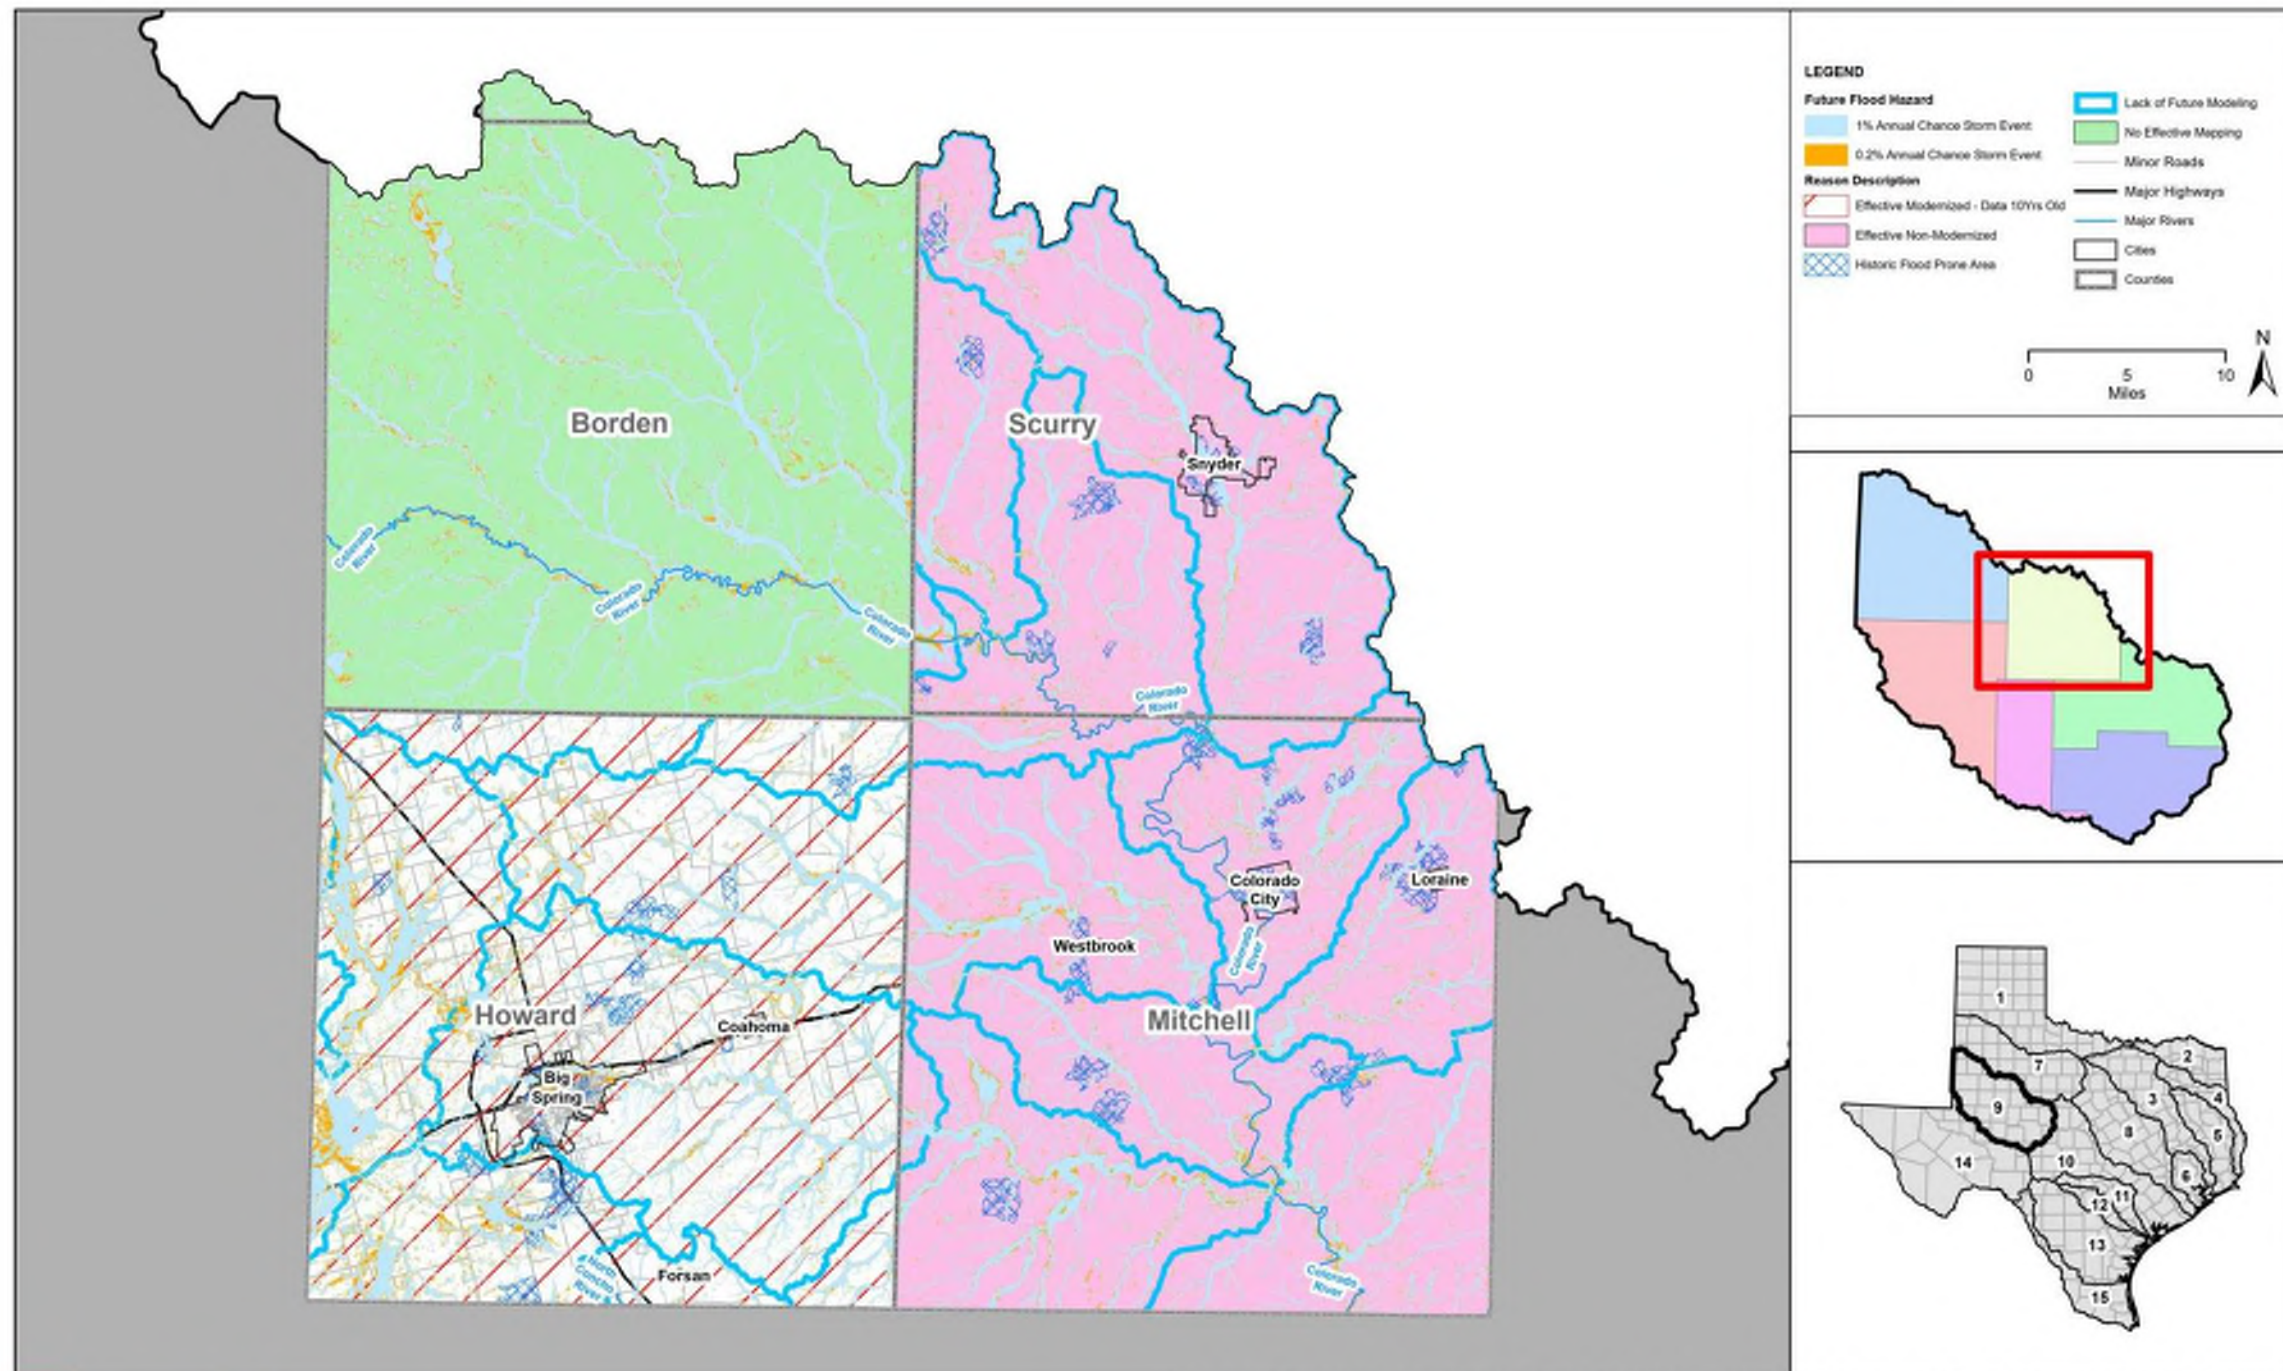 LEGEND
Future Flood Hazard
1% Annual Chance Storm Event
0.2% Annual Chance Storm Event
Reason Description
Effective Modernized - Data 10Yrs Old
Effective Non-Modernized
Historic Flood Prone Area
Lack of Future Modeling
No Effective Mapping
Minor Roads
Major Highways
Major Rivers
Cities
Counties
N
0 5 10
Miles
Borden
Scurry
Snyder
Colorado
River
Colorado
River
Colorado
River
Colorado
River
Howard
Coahoma
Big
Spring
Forsan
North
Concho
River
Colorado
City
Loraine
Westbrook
Colorado
River
Mitchell
Colorado
River
1
2
7
3
4
9
8
5
14
10
6
11
12
13
15